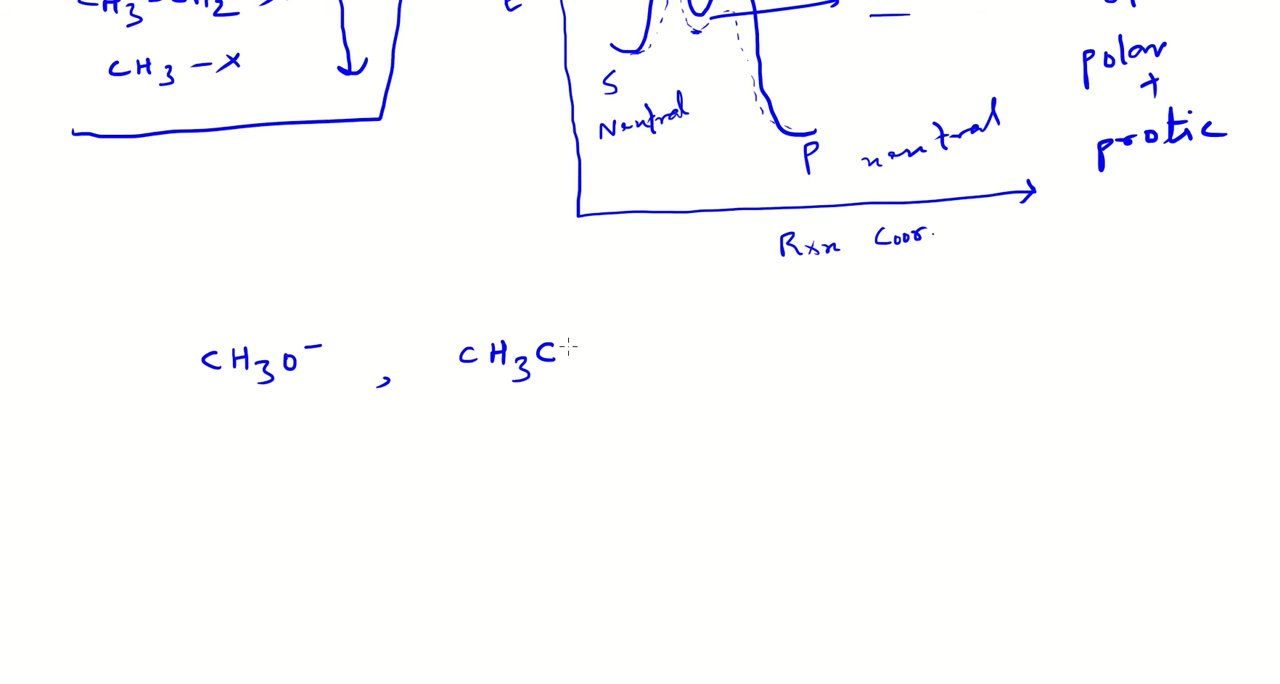 CH3 - X
S
Neutral
P neutral
polar
+
protic
Rxn Coor.
CH3O⁻ , CH3C